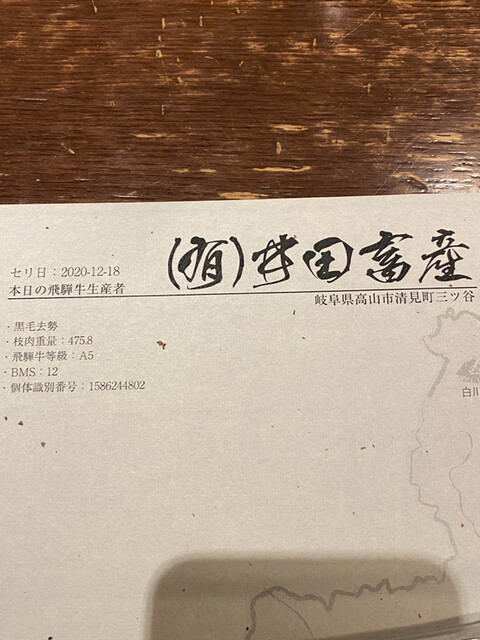 (有)井田畜産
セリ日：2020-12-18
本日の飛騨牛生産者
岐阜県高山市清見町三ツ谷
・黒毛去勢
・枝肉重量：475.8
・飛騨牛等級：A5
・BMS：12
・個体識別番号：1586244802
白川